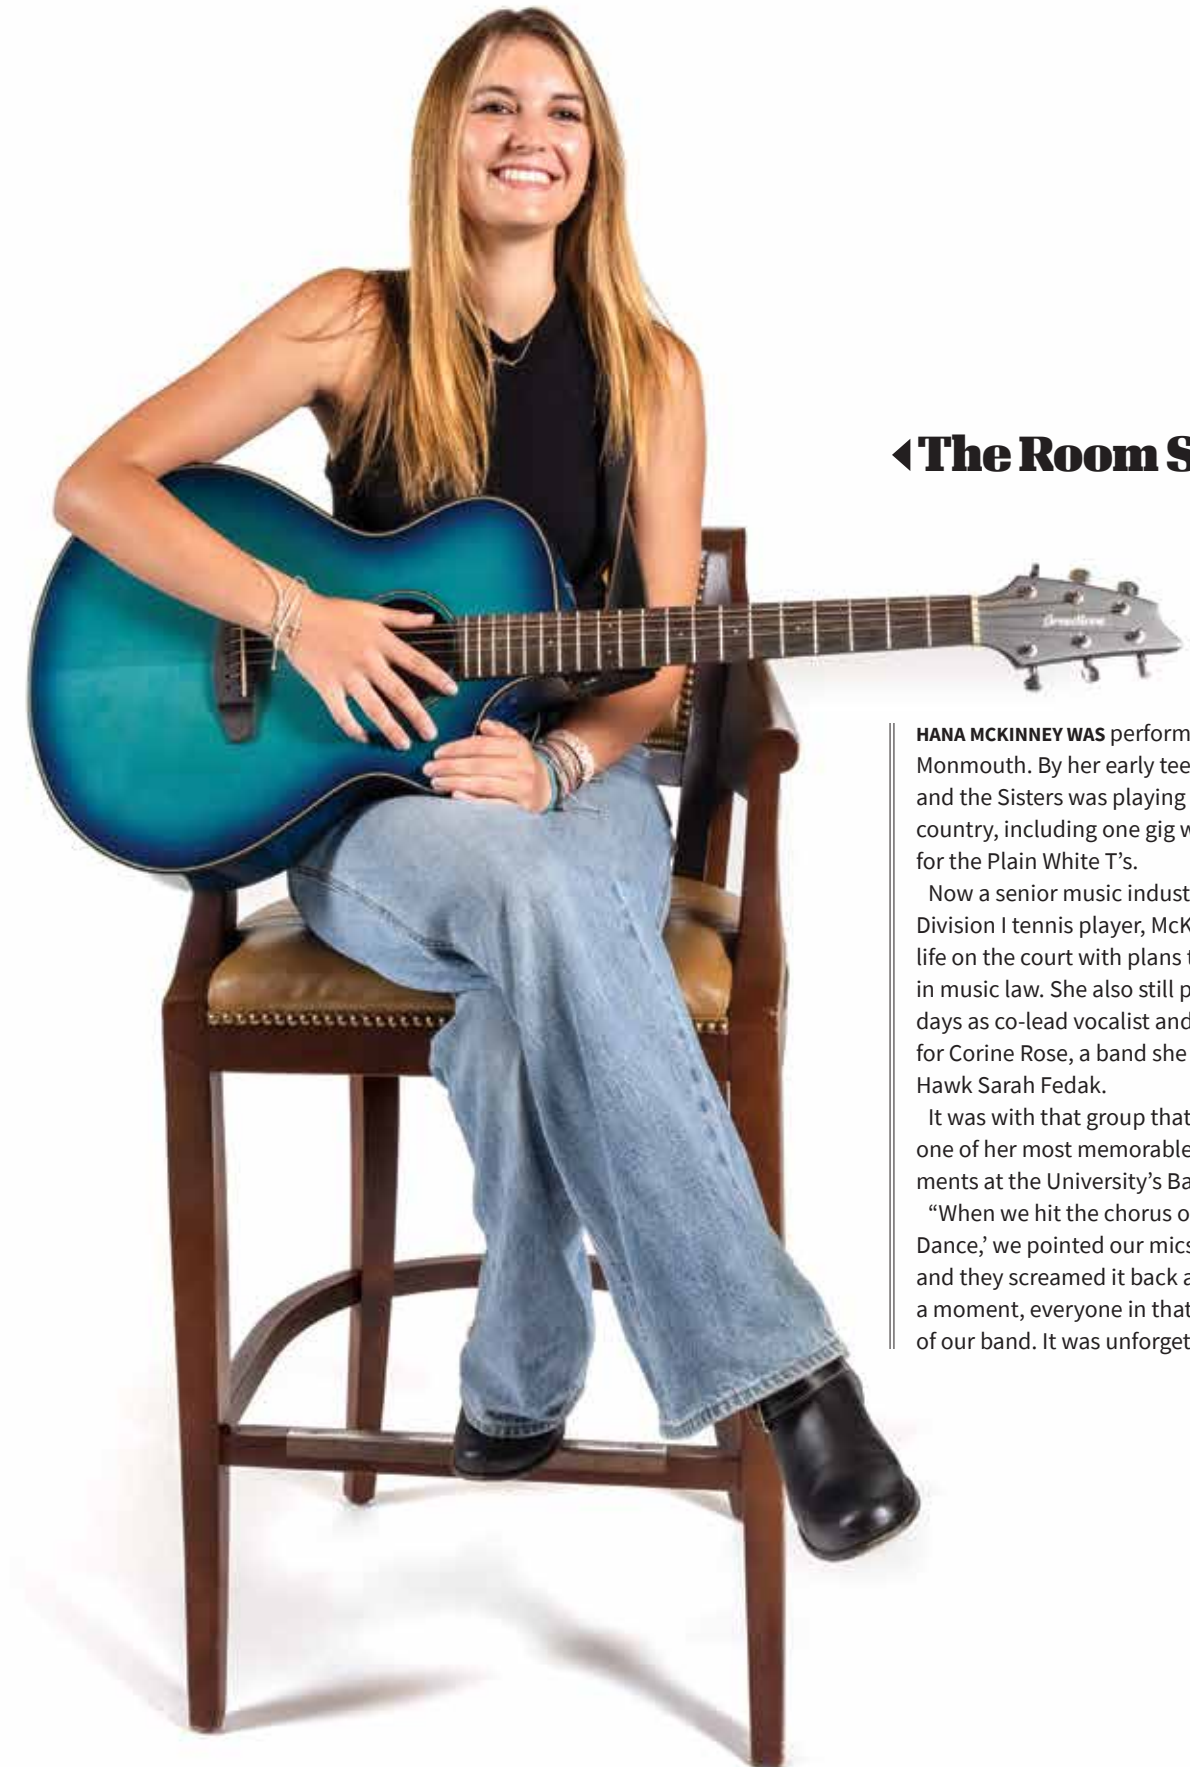 The Room S
HANA MCKINNEY WAS perform
Monmouth. By her early tee
and the Sisters was playing
country, including one gig w
for the Plain White T’s.
Now a senior music indust
Division I tennis player, McK
life on the court with plans t
in music law. She also still p
days as co-lead vocalist and
for Corine Rose, a band she
Hawk Sarah Fedak.
It was with that group that
one of her most memorable
ments at the University’s Ba
“When we hit the chorus o
Dance,’ we pointed our mics
and they screamed it back a
a moment, everyone in that
of our band. It was unforget